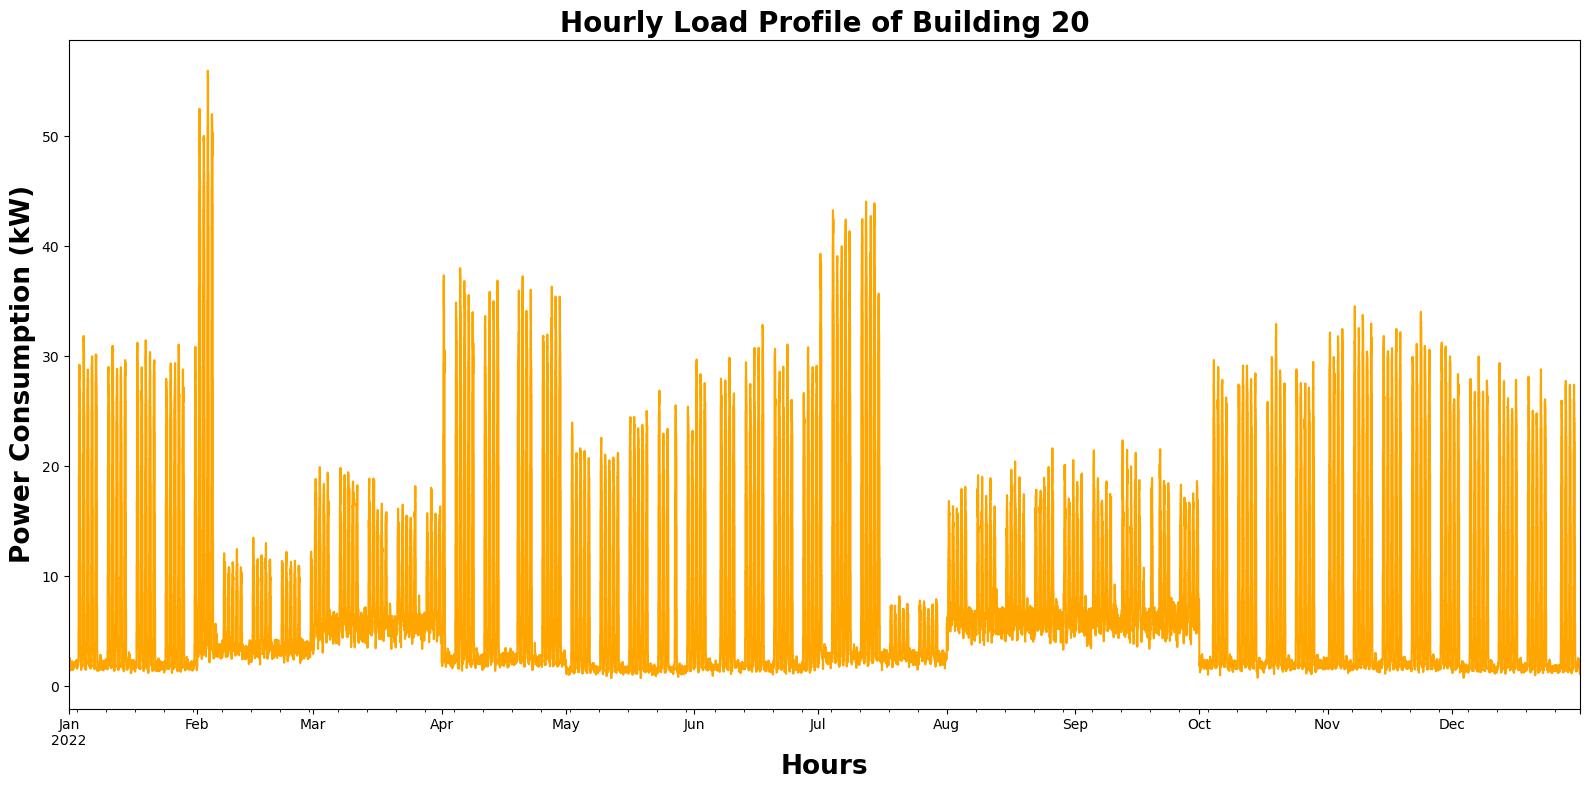 Hourly Load Profile of Building 20
Power Consumption (kW)
50
40
30
20
10
0
Jan Feb Mar Apr May Jun Jul Aug Sep Oct Nov Dec
2022
Hours